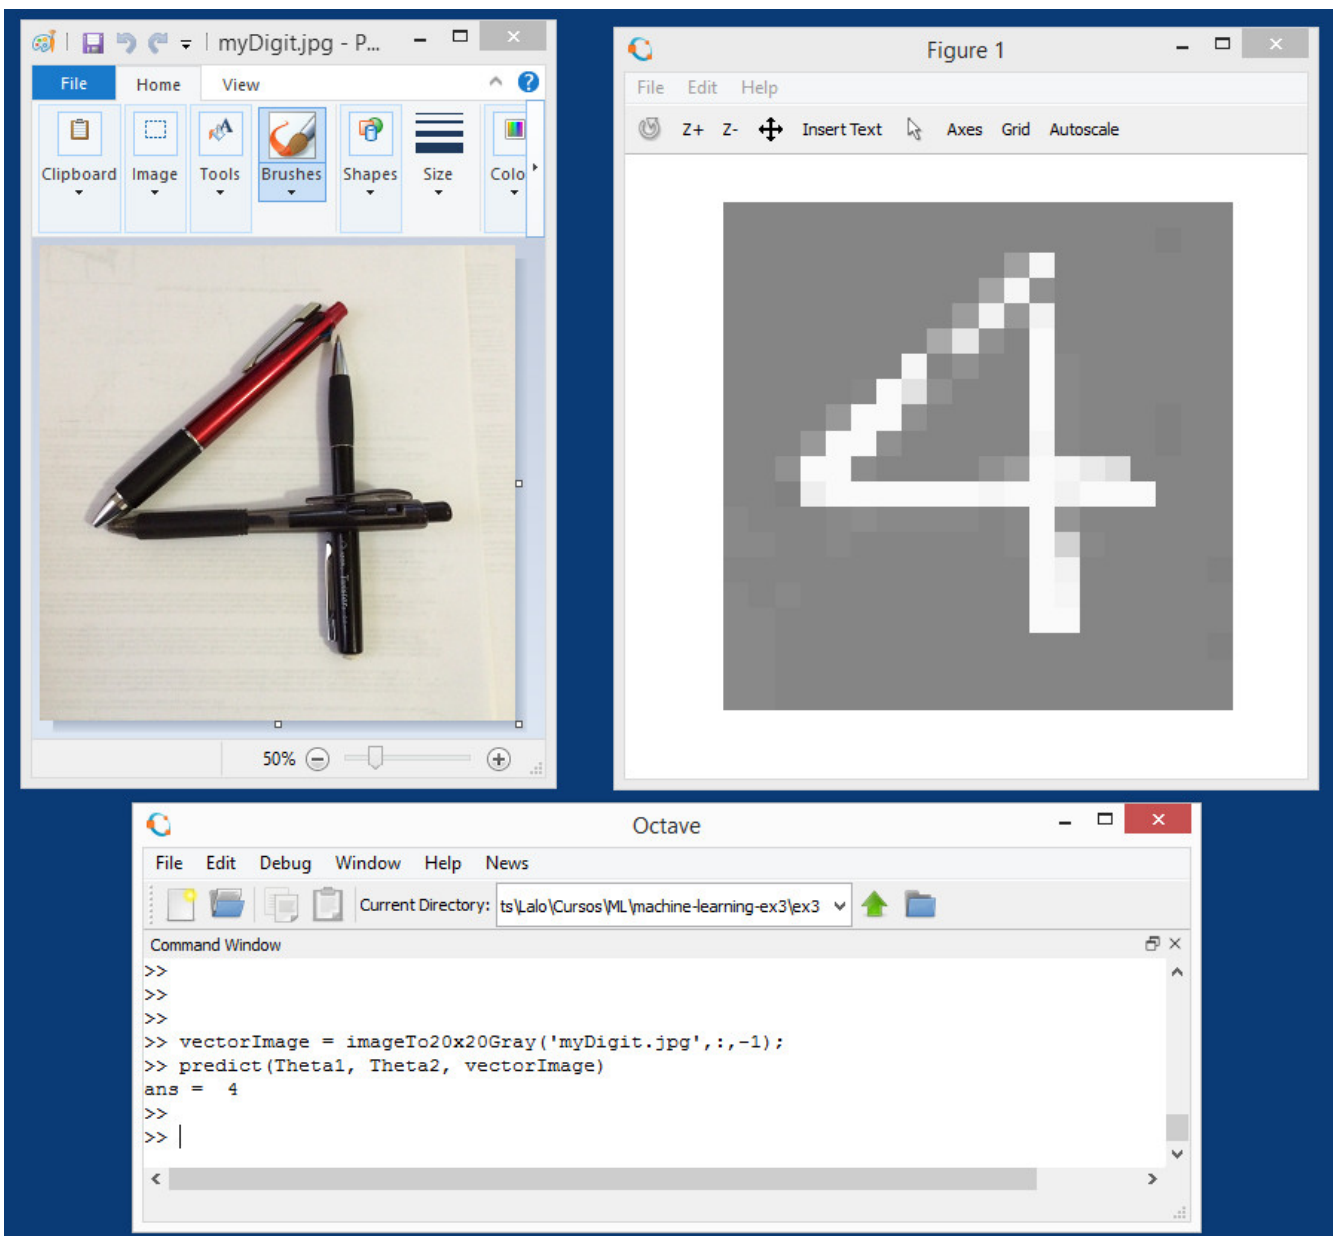 myDigit.jpg - P...
File Home View
Clipboard Image Tools Brushes Shapes Size Colo
50%
Figure 1
File Edit Help
Z+ Z- Insert Text Axes Grid Autoscale
Octave
File Edit Debug Window Help News
Current Directory: ts\Lalo\Cursos\ML\machine-learning-ex3\ex3
Command Window
>>
>>
>>
>> vectorImage = imageTo20x20Gray('myDigit.jpg',:,-1);
>> predict(Theta1, Theta2, vectorImage)
ans = 4
>>
>>